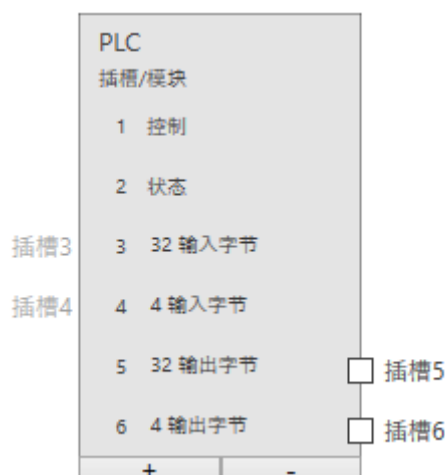 PLC
插槽/模块
1 控制
2 状态
插槽3 3 32 输入字节
插槽4 4 4 输入字节
5 32 输出字节 插槽5
6 4 输出字节 插槽6
+ -